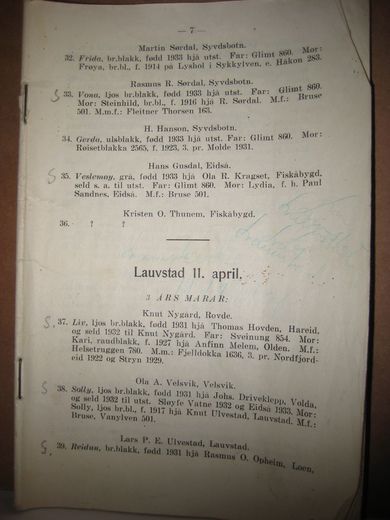 — 7 —
Martin Sørdal, Syvdsbotn.
32. Frida, br.blakk, fødd 1933 hjå utst. Far: Glimt 860. Mor:
Frøya, br.bl., f. 1914 på Lyshol i Sykkylven, e. Håkon 283.
Rasmus R. Sørdal, Syvdsbotn.
S. 33. Vona, ljos br.blakk, fødd 1933 hjå utst. Far: Glimt 860.
Mor: Steinhild, br.bl., f. 1916 hjå R. Sørdal. M.f.: Bruse
501. M.m.f.: Fleitner Thorsen 163.
H. Hanson, Syvdsbotn.
34. Gerda, ulsblakk, fødd 1933 hjå utst. Far: Glimt 860. Mor:
Røisetblakka 2565, f. 1923, 3 pr. Molde 1931.
Hans Gusdal, Eidså.
S 35. Veslemøy, grå, fødd 1933 hjå Ola R. Kragset, Fiskåbygd,
seld s. å. til utst. Far: Glimt 860. Mor: Lydia, f. h. Paul
Sandnes, Eidså. M.f.: Bruse 501.
Kristen O. Thunem, Fiskåbygd.
36. ? ?
Lauvstad 11. april.
3 ÅRS MARAR:
Knut Nygård, Rovde.
S. 37. Liv, ljos br.blakk, fødd 1931 hjå Thomas Hovden, Hareid,
og seld 1932 til Knut Nygård. Far: Sveinung 854. Mor:
Kari, raudblakk, f. 1927 hjå Anfinn Melem, Olden. M.f.:
Helsetruggen 780. M.m.: Fjelldokka 1636, 3 pr. Nordfjord-
eid 1922 og Stryn 1929.
Ola A. Velsvik, Velsvik.
S. 38. Solly, ljos br.blakk, fødd 1931 hjå Johs. Driveklepp, Volda,
og seld 1932 til utst. Sløyfe Vatne 1932 og Eidså 1933. Mor:
Solly, ljos br.bl., f. 1917 hjå Knut Ulvestad, Lauvstad. M.f.:
Bruse, Vanylven 501.
Lars P. E. Ulvestad, Lauvstad.
S. 39. Reidun, br.blakk, fødd 1931 hjå Rasmus O. Opheim, Loen,